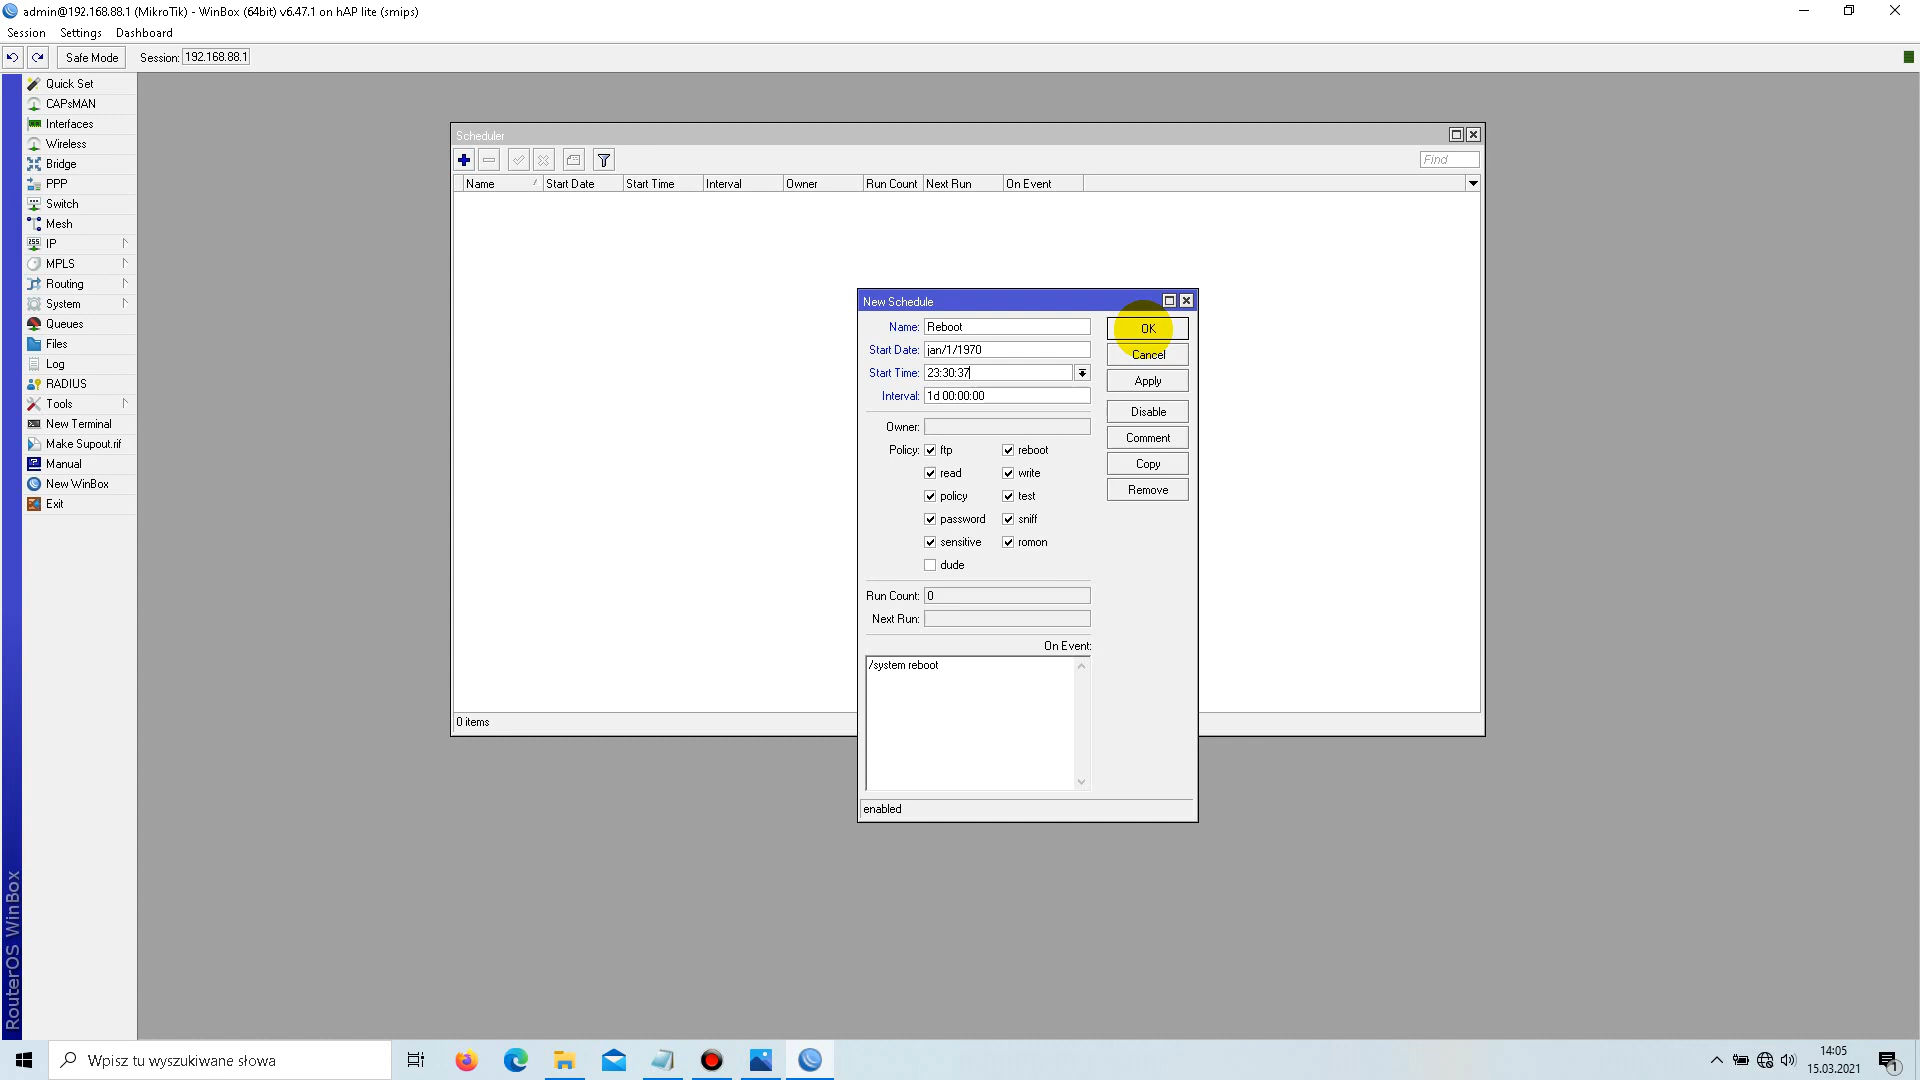 admin@192.168.88.1 (MikroTik) - WinBox (64bit) v6.47.1 on hAP lite (smips)
Session Settings Dashboard
Safe Mode Session: 192.168.88.1
Quick Set
CAPsMAN
Interfaces
Wireless
Bridge
PPP
Switch
Mesh
IP
MPLS
Routing
System
Queues
Files
Log
RADIUS
Tools
New Terminal
Make Supout.rif
Manual
New WinBox
Exit
RouterOS WinBox
Scheduler
Find
Name Start Date Start Time Interval Owner Run Count Next Run On Event
0 items
New Schedule
Name: Reboot
Start Date: jan/1/1970
Start Time: 23:30:37
Interval: 1d 00:00:00
Owner:
Policy: ftp reboot
read write
policy test
password sniff
sensitive romon
dude
Run Count: 0
Next Run:
On Event:
/system reboot
enabled
OK
Cancel
Apply
Disable
Comment
Copy
Remove
Wpisz tu wyszukiwane słowa
14:05
15.03.2021
1